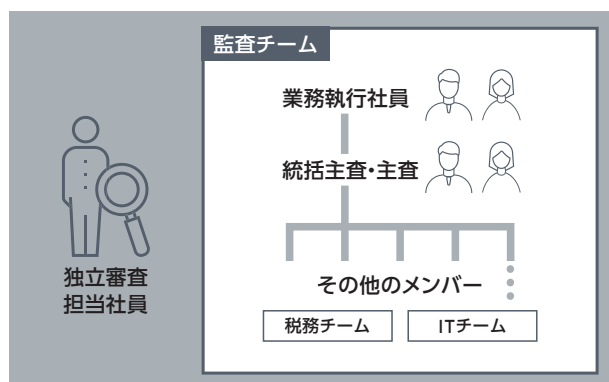 監査チーム
業務執行社員
統括主査・主査
その他のメンバー
税務チーム
ITチーム
独立審査
担当社員